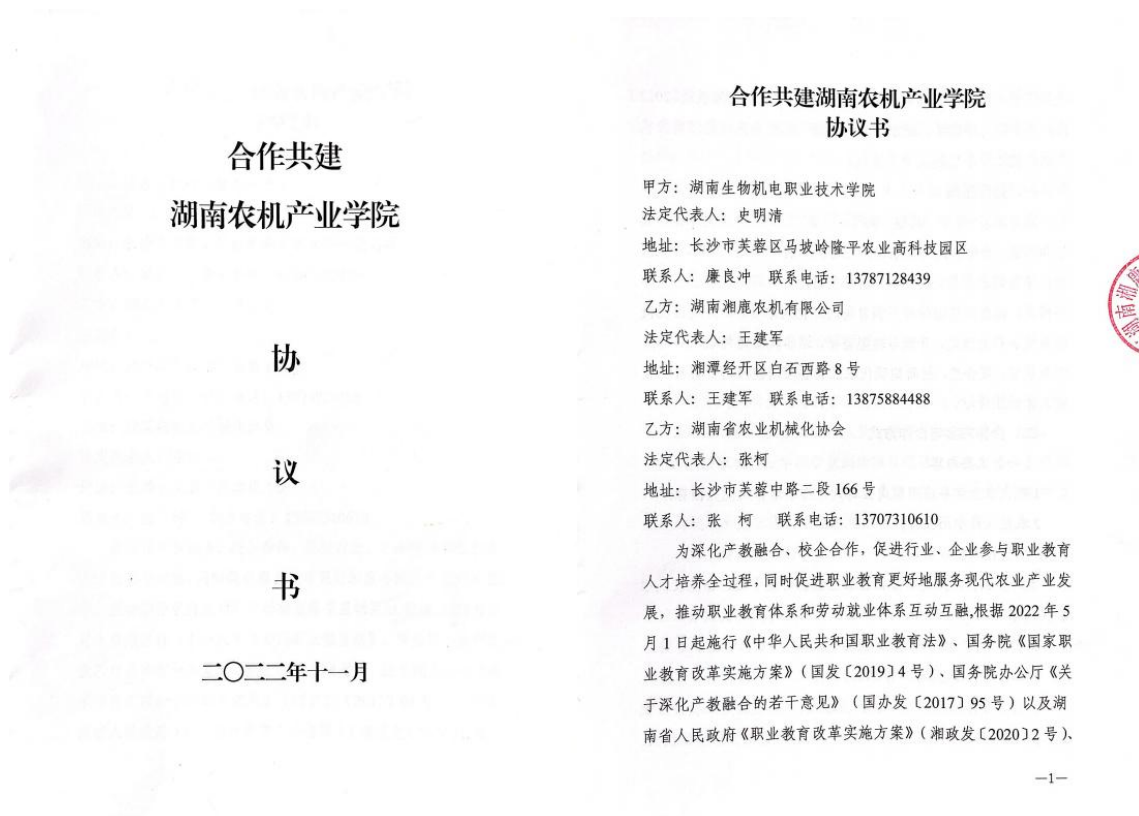 合作共建
湖南农机产业学院
协
议
书
二〇二二年十一月
合作共建湖南农机产业学院
协议书
甲方：湖南生物机电职业技术学院
法定代表人：史明清
地址：长沙市芙蓉区马坡岭隆平农业高科技园区
联系人：廉良冲 联系电话：13787128439
乙方：湖南湘鹿农机有限公司
法定代表人：王建军
地址：湘潭经开区白石西路8号
联系人：王建军 联系电话：13875884488
乙方：湖南省农业机械化协会
法定代表人：张柯
地址：长沙市芙蓉中路二段166号
联系人：张 柯 联系电话：13707310610
为深化产教融合、校企合作，促进行业、企业参与职业教育
人才培养全过程，同时促进职业教育更好地服务现代农业产业发
展，推动职业教育体系和劳动就业体系互动互融,根据2022年5
月1日起施行《中华人民共和国职业教育法》、国务院《国家职
业教育改革实施方案》（国发〔2019〕4号）、国务院办公厅《关
于深化产教融合的若干意见》（国办发〔2017〕95号）以及湖
南省人民政府《职业教育改革实施方案》（湘政发〔2020〕2号）、
—1—
湖南湘鹿